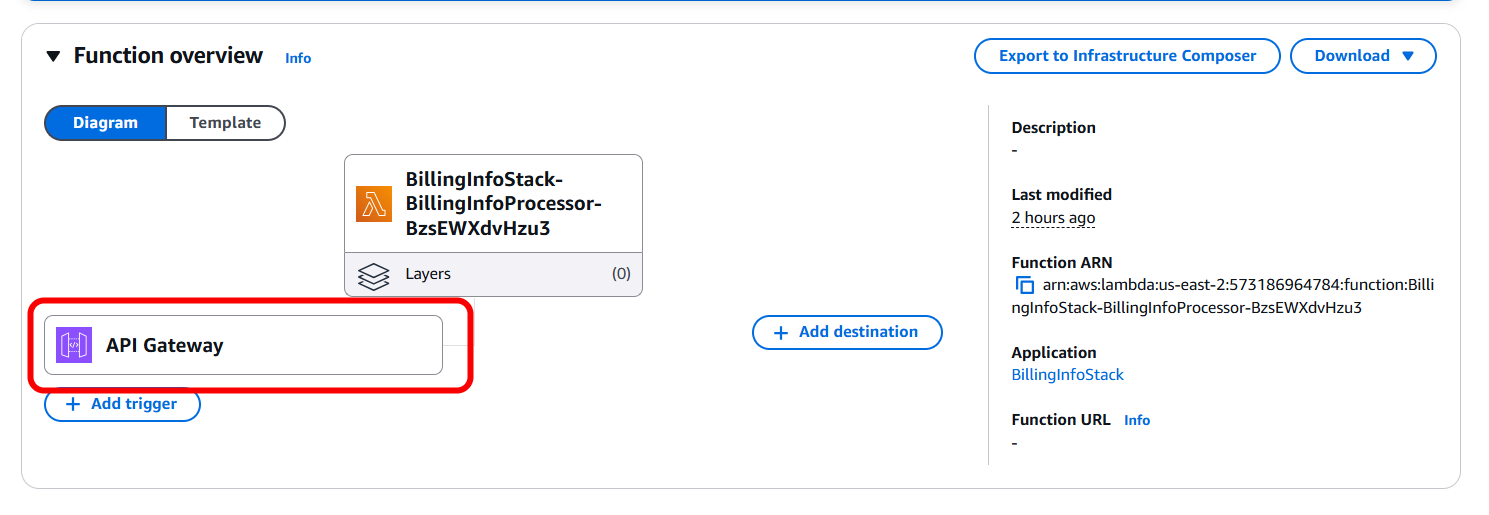 Function overview
Info
Export to Infrastructure Composer
Download
Diagram
Template
BillingInfoStack-
BillingInfoProcessor-
BzsEWXdvHzu3
Layers
(0)
API Gateway
+ Add trigger
+ Add destination
Description
-
Last modified
2 hours ago
Function ARN
arn:aws:lambda:us-east-2:573186964784:function:Billi
ngInfoStack-BillingInfoProcessor-BzsEWXdvHzu3
Application
BillingInfoStack
Function URL Info
-